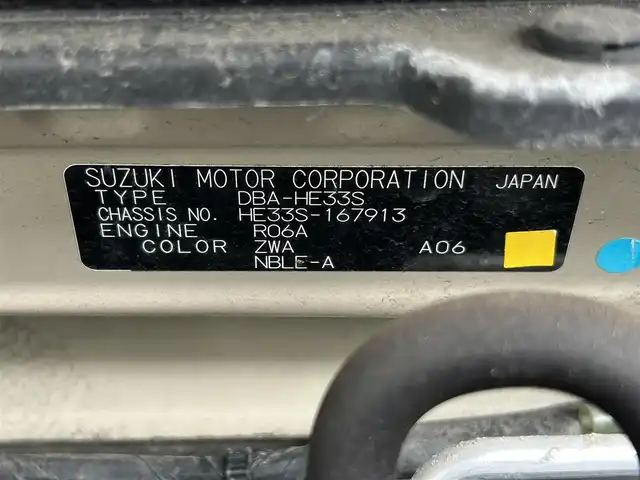 SUZUKI MOTOR CORPORATION JAPAN
TYPE DBA-HE33S
CHASSIS NO. HE33S-167913
ENGINE R06A
COLOR ZWA A06
NBLE-A